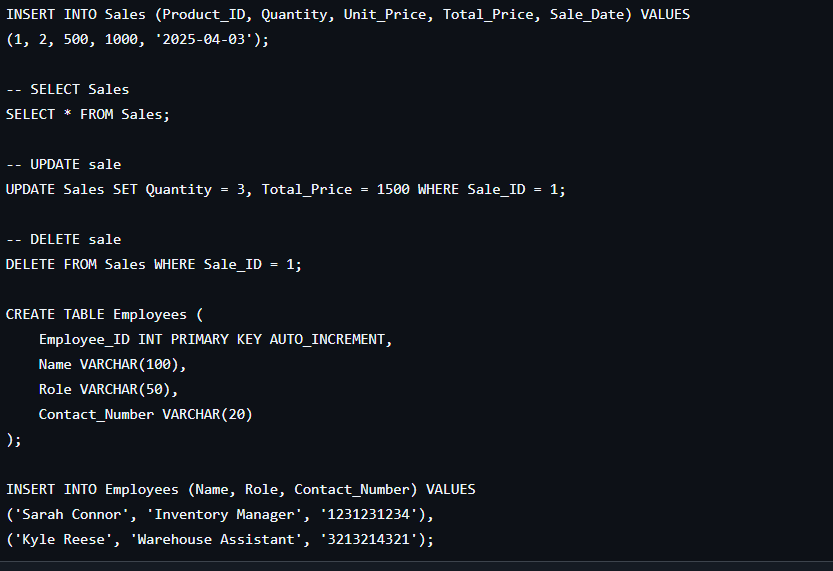 INSERT INTO Sales (Product_ID, Quantity, Unit_Price, Total_Price, Sale_Date) VALUES
(1, 2, 500, 1000, '2025-04-03');
-- SELECT Sales
SELECT * FROM Sales;
-- UPDATE sale
UPDATE Sales SET Quantity = 3, Total_Price = 1500 WHERE Sale_ID = 1;
-- DELETE sale
DELETE FROM Sales WHERE Sale_ID = 1;
CREATE TABLE Employees (
    Employee_ID INT PRIMARY KEY AUTO_INCREMENT,
    Name VARCHAR(100),
    Role VARCHAR(50),
    Contact_Number VARCHAR(20)
);
INSERT INTO Employees (Name, Role, Contact_Number) VALUES
('Sarah Connor', 'Inventory Manager', '1231231234'),
('Kyle Reese', 'Warehouse Assistant', '3213214321');